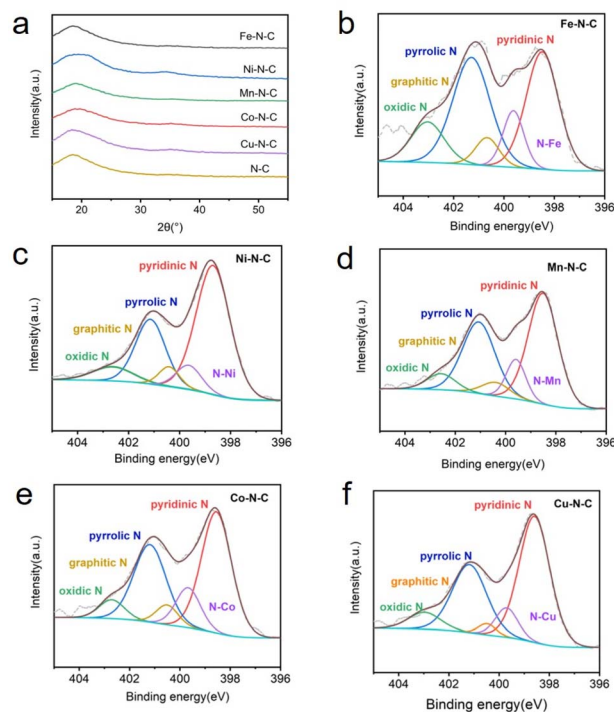 a
Intensity(a.u.)
Fe-N-C
Ni-N-C
Mn-N-C
Co-N-C
Cu-N-C
N-C
20
30
40
50
2θ(°)
b
Fe-N-C
Intensity(a.u.)
pyridinic N
pyrrolic N
graphitic N
oxidic N
N-Fe
404
402
400
398
396
Binding energy(eV)
c
Ni-N-C
Intensity(a.u.)
pyridinic N
pyrrolic N
graphitic N
oxidic N
N-Ni
404
402
400
398
396
Binding energy(eV)
d
Mn-N-C
Intensity(a.u.)
pyridinic N
pyrrolic N
graphitic N
oxidic N
N-Mn
404
402
400
398
396
Binding energy(eV)
e
Co-N-C
Intensity(a.u.)
pyridinic N
pyrrolic N
graphitic N
oxidic N
N-Co
404
402
400
398
396
Binding energy(eV)
f
Cu-N-C
Intensity(a.u.)
pyridinic N
pyrrolic N
graphitic N
oxidic N
N-Cu
404
402
400
398
396
Binding energy(eV)